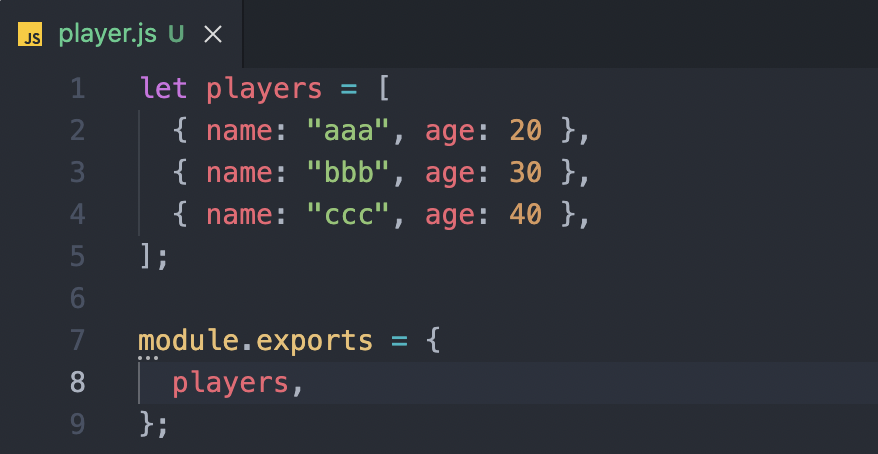 JS player.js U ×
1 let players = [
2   { name: "aaa", age: 20 },
3   { name: "bbb", age: 30 },
4   { name: "ccc", age: 40 },
5 ];
6
7 module.exports = {
8   players,
9 };